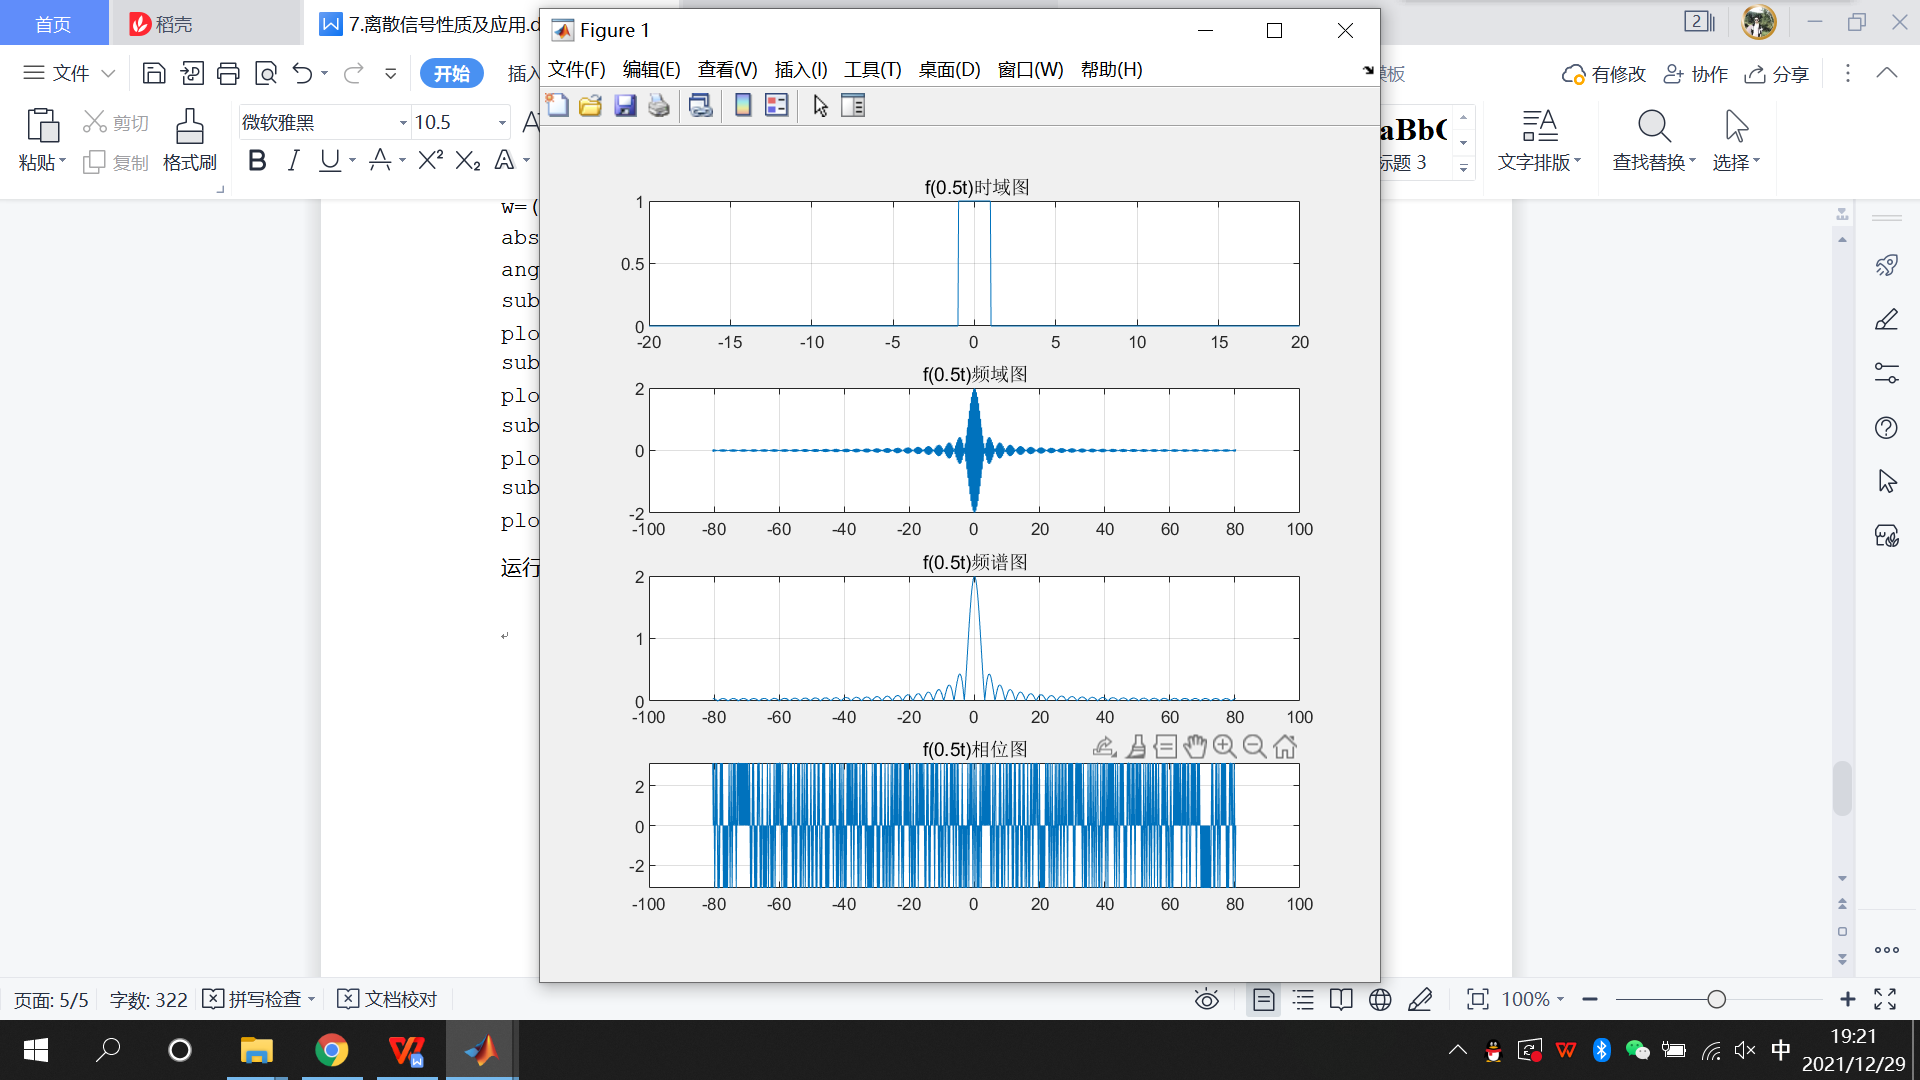 首页
稻壳
7.离散信号性质及应用.d
Figure 1
2
文件
开始
插入
模板
有修改
协作
分享
文件(F) 编辑(E) 查看(V) 插入(I) 工具(T) 桌面(D) 窗口(W) 帮助(H)
粘贴
剪切
复制
格式刷
微软雅黑
10.5
B I U A X² X₂ A
aBbC
标题 3
文字排版
查找替换
选择
w=(
abs
ang
sub
plo
sub
plo
sub
plo
sub
plo
运行
f(0.5t)时域图
1
0.5
0
-20 -15 -10 -5 0 5 10 15 20
f(0.5t)频域图
2
0
-2
-100 -80 -60 -40 -20 0 20 40 60 80 100
f(0.5t)频谱图
2
1
0
-100 -80 -60 -40 -20 0 20 40 60 80 100
f(0.5t)相位图
2
0
-2
-100 -80 -60 -40 -20 0 20 40 60 80 100
页面: 5/5 字数: 322 拼写检查 文档校对
100%
中
19:21
2021/12/29